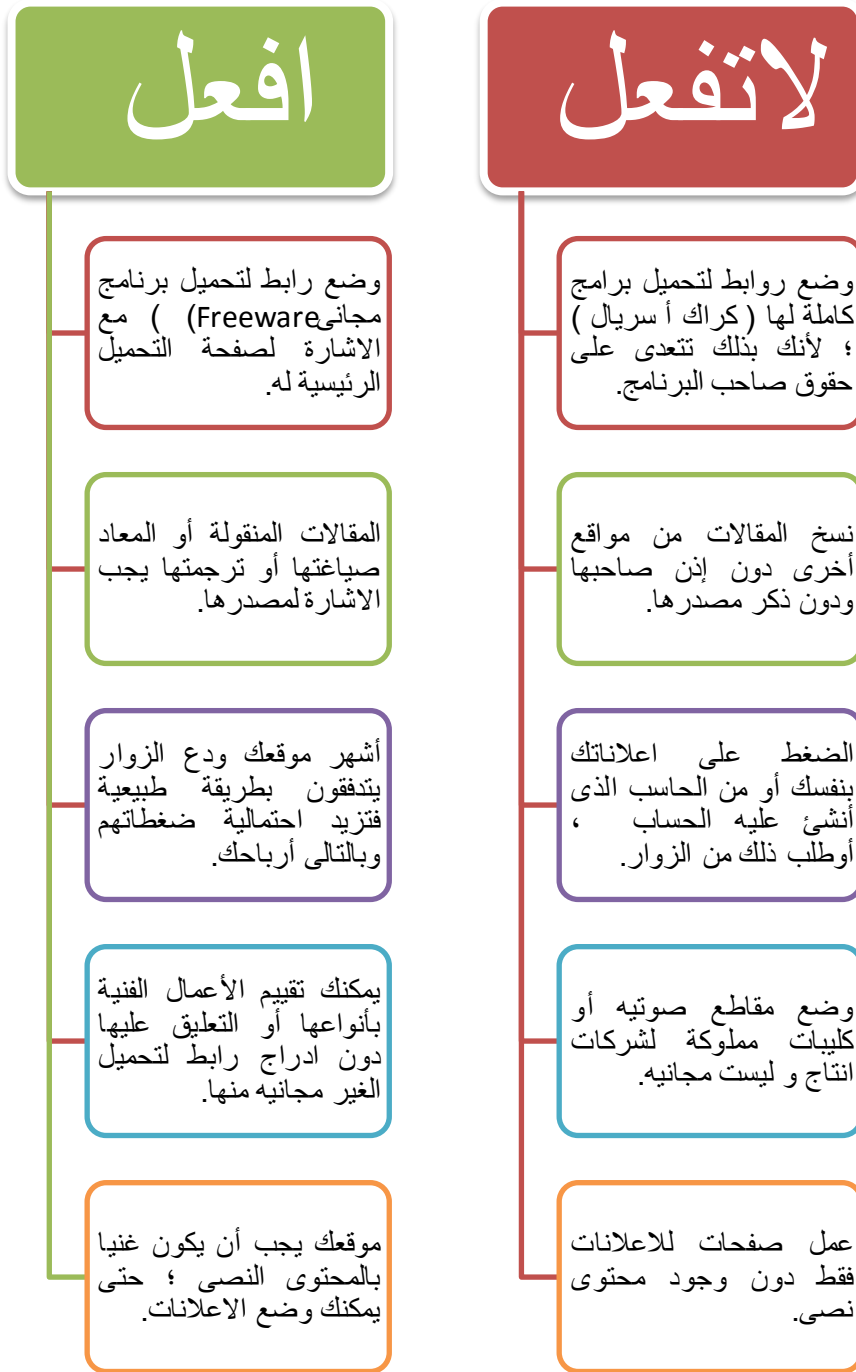 لاتفعل
وضع روابط لتحميل برامج
كاملة لها ( كراك أ سريال )
؛ لأنك بذلك تتعدى على
حقوق صاحب البرنامج.
نسخ المقالات من مواقع
أخرى دون إذن صاحبها
ودون ذكر مصدرها.
الضغط على اعلاناتك
بنفسك أو من الحاسب الذى
أنشئ عليه الحساب ،
أوطلب ذلك من الزوار.
وضع مقاطع صوتيه أو
كليبات مملوكة لشركات
انتاج و ليست مجانيه.
عمل صفحات للاعلانات
فقط دون وجود محتوى
نصى.
افعل
وضع رابط لتحميل برنامج
مجانىFreeware) ) مع
الاشارة لصفحة التحميل
الرئيسية له.
المقالات المنقولة أو المعاد
صياغتها أو ترجمتها يجب
الاشارة لمصدرها.
أشهر موقعك ودع الزوار
يتدفقون بطريقة طبيعية
فتزيد احتمالية ضغطاتهم
وبالتالى أرباحك.
يمكنك تقييم الأعمال الفنية
بأنواعها أو التعليق عليها
دون ادراج رابط لتحميل
الغير مجانيه منها.
موقعك يجب أن يكون غنيا
بالمحتوى النصى ؛ حتى
يمكنك وضع الاعلانات.